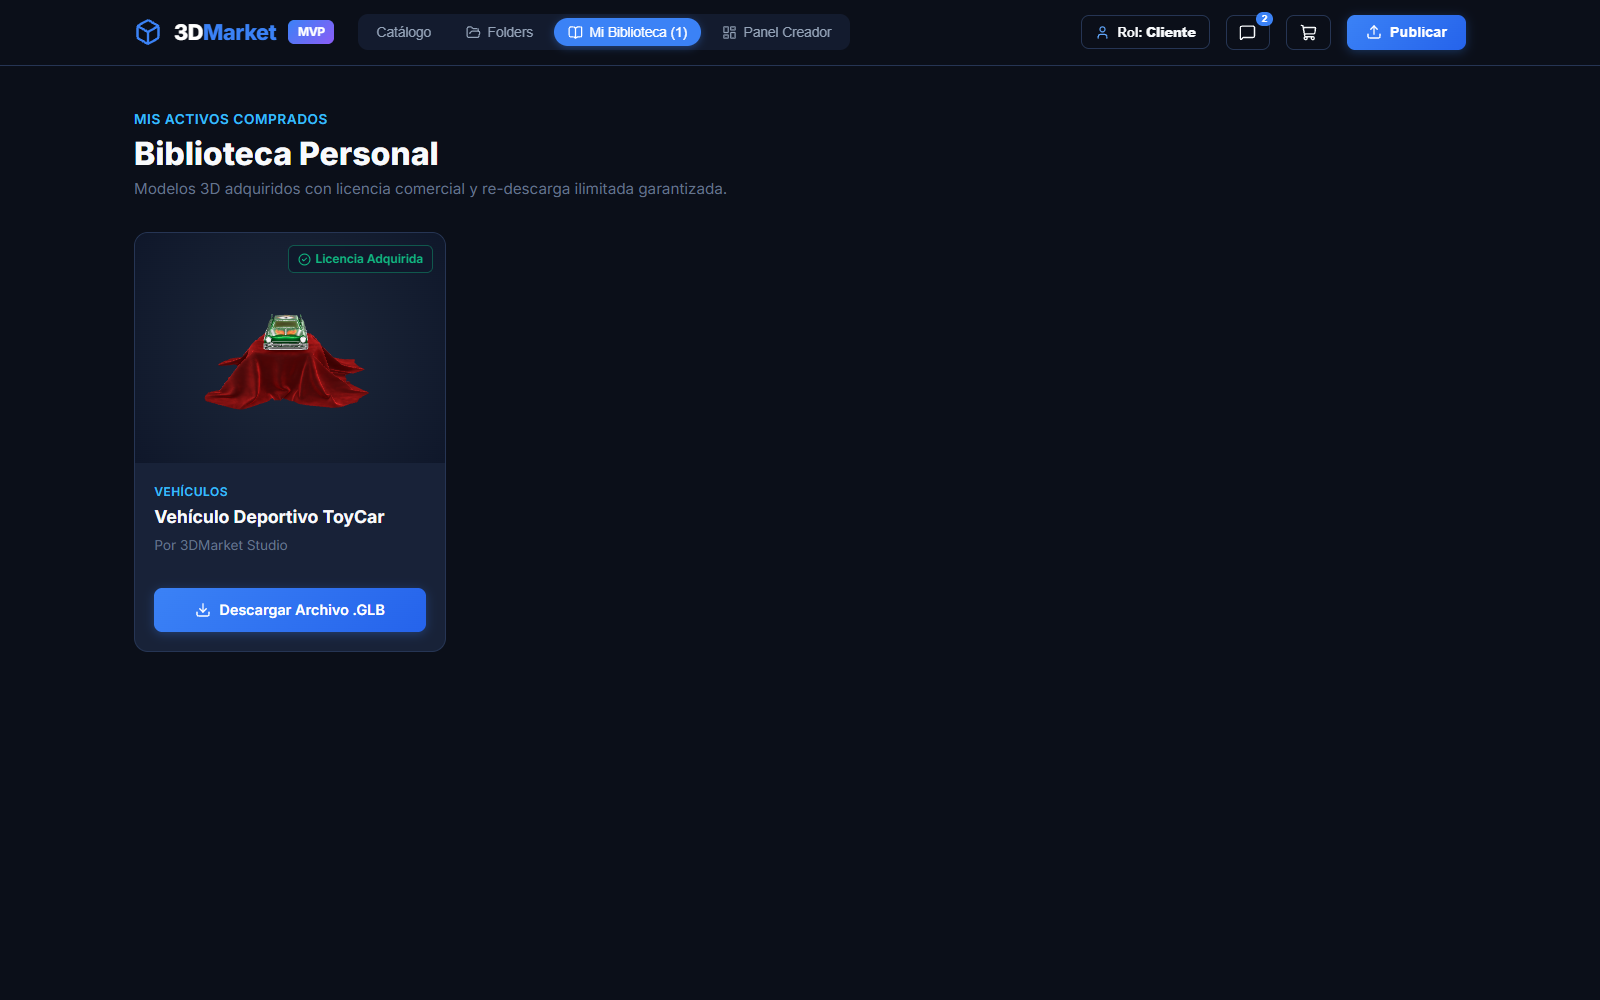 3DMarket MVP Catálogo Folders Mi Biblioteca (1) Panel Creador Rol: Cliente 2 Publicar
MIS ACTIVOS COMPRADOS
Biblioteca Personal
Modelos 3D adquiridos con licencia comercial y re-descarga ilimitada garantizada.
Licencia Adquirida
VEHÍCULOS
Vehículo Deportivo ToyCar
Por 3DMarket Studio
Descargar Archivo .GLB